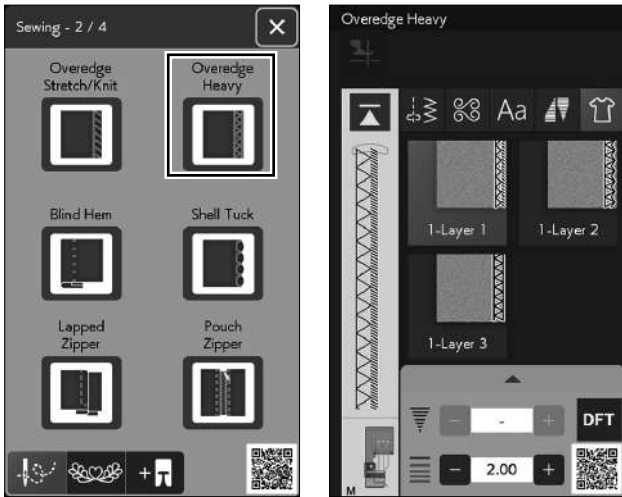 Sewing - 2 / 4
Overedge
Stretch/Knit
Overedge
Heavy
Blind Hem
Shell Tuck
Lapped
Zipper
Pouch
Zipper
Overedge Heavy
Aa
1-Layer 1
1-Layer 2
1-Layer 3
-
DFT
2.00
M